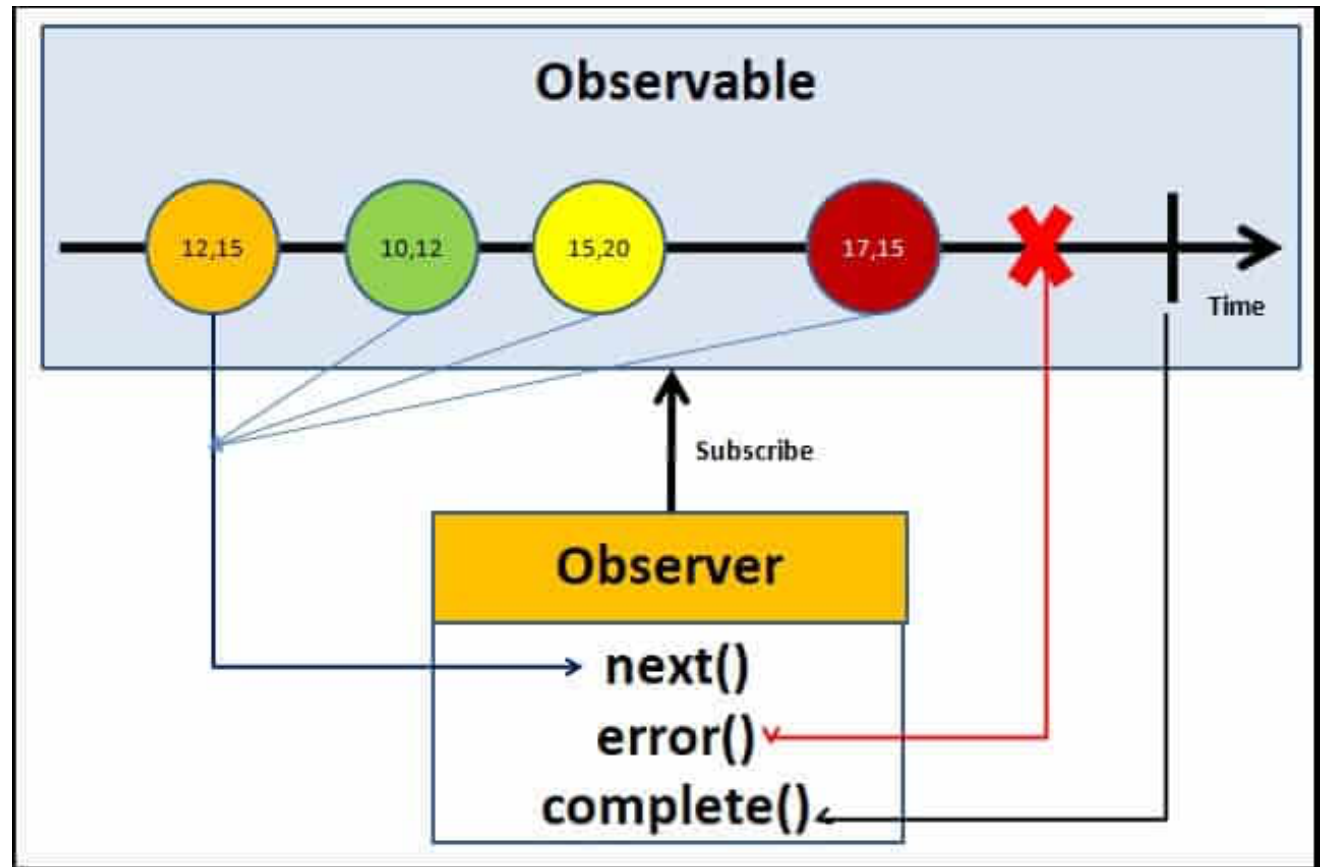 Observable
12,15
10,12
15,20
17,15
Time
Subscribe
Observer
next()
error()
complete()